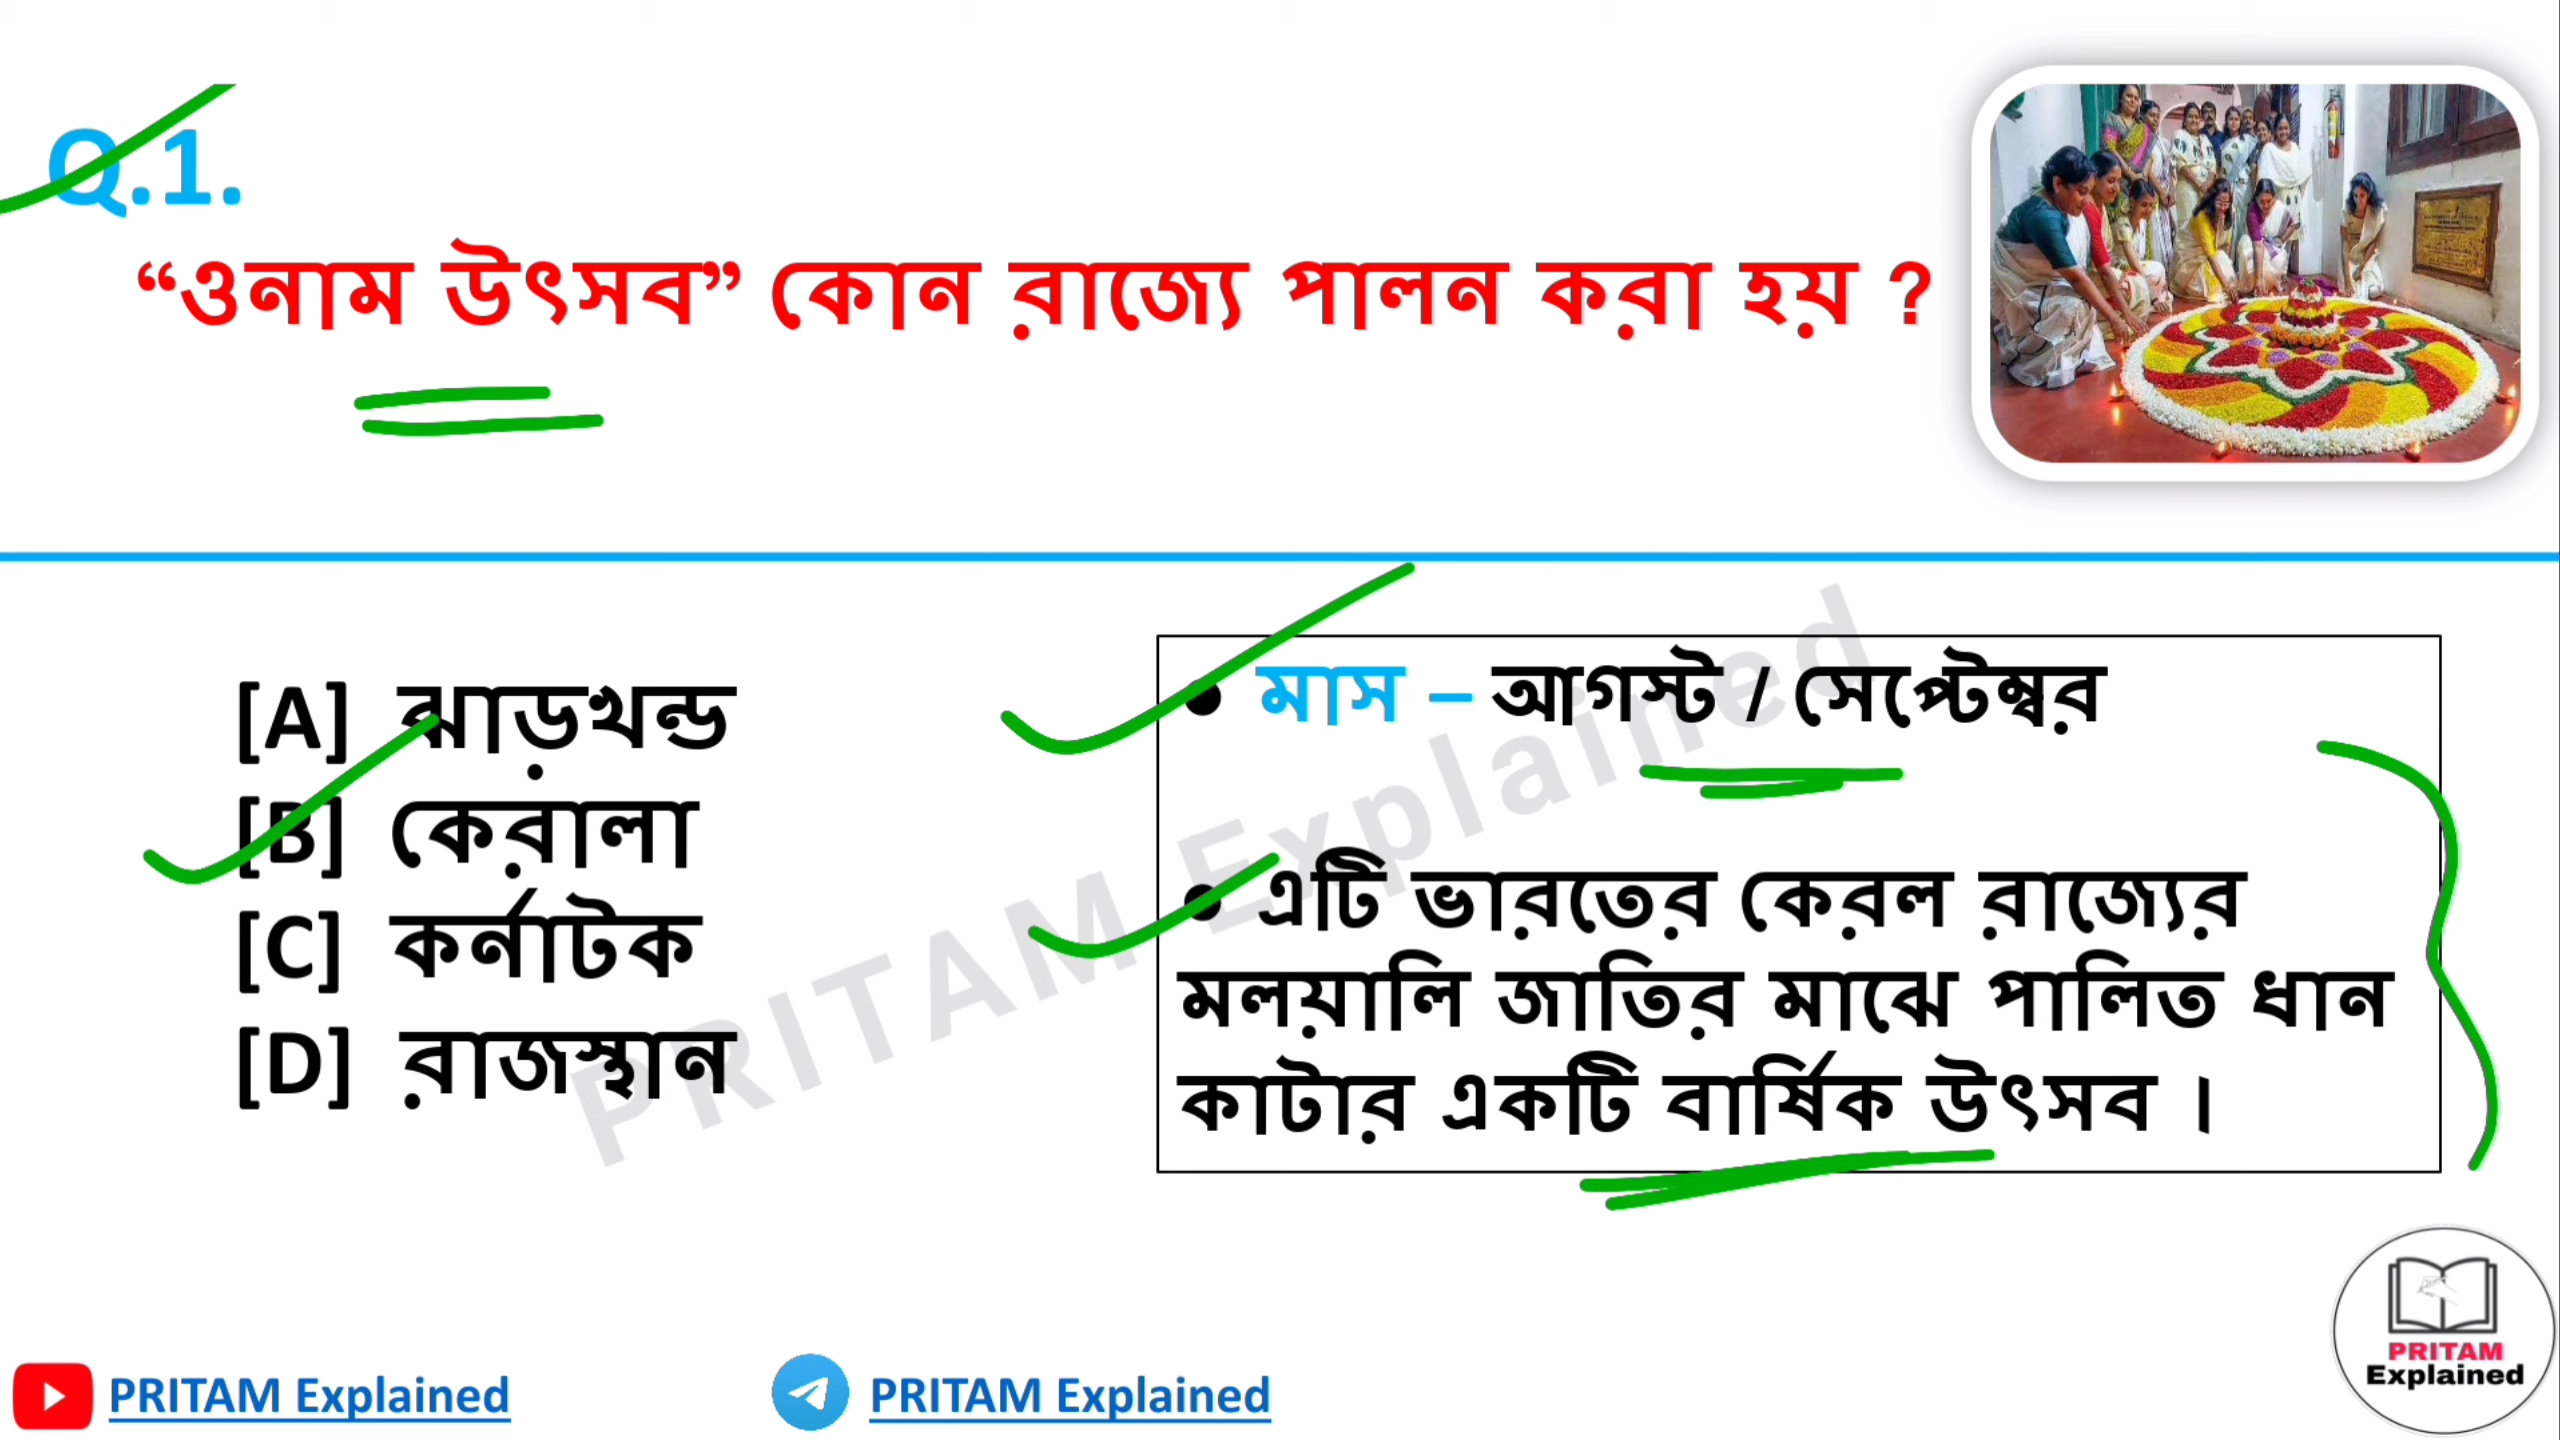 Q.1.
“ওনাম উৎসব” কোন রাজ্যে পালন করা হয় ?
[A] ঝাড়খন্ড
[B] কেরালা
[C] কর্নাটক
[D] রাজস্থান
● মাস – আগস্ট / সেপ্টেম্বর
● এটি ভারতের কেরল রাজ্যের
মলয়ালি জাতির মাঝে পালিত ধান
কাটার একটি বার্ষিক উৎসব ।
PRITAM Explained
PRITAM Explained
PRITAM Explained
PRITAM
Explained